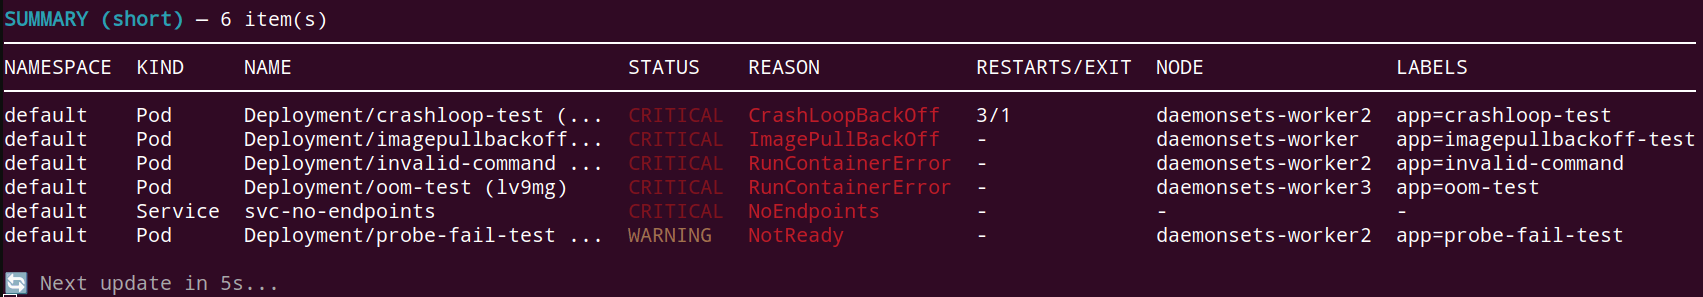 SUMMARY (short) — 6 item(s)
NAMESPACE KIND NAME STATUS REASON RESTARTS/EXIT NODE LABELS
default Pod Deployment/crashloop-test (... CRITICAL CrashLoopBackOff 3/1 daemonsets-worker2 app=crashloop-test
default Pod Deployment/imagepullbackoff... CRITICAL ImagePullBackOff - daemonsets-worker app=imagepullbackoff-test
default Pod Deployment/invalid-command ... CRITICAL RunContainerError - daemonsets-worker2 app=invalid-command
default Pod Deployment/oom-test (lv9mg) CRITICAL RunContainerError - daemonsets-worker3 app=oom-test
default Service svc-no-endpoints CRITICAL NoEndpoints - - -
default Pod Deployment/probe-fail-test ... WARNING NotReady - daemonsets-worker2 app=probe-fail-test
🔄 Next update in 5s...